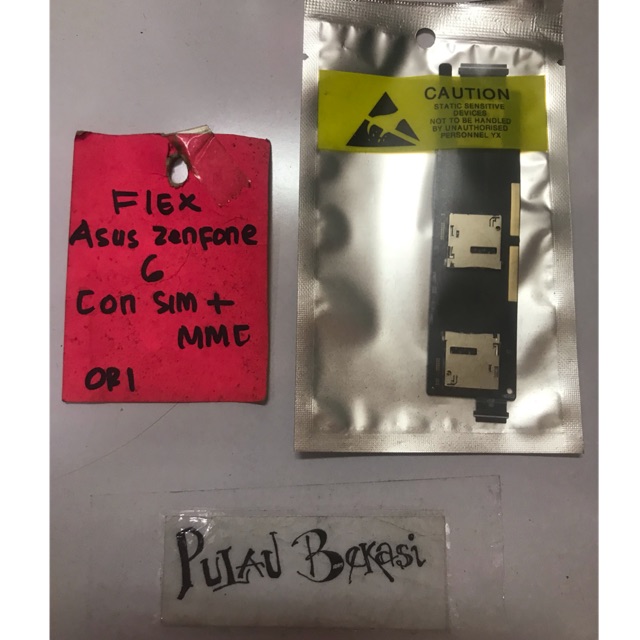 FlEX
Asus zenfone
6
Con SIM +
MMC
ORI
CAUTION
STATIC SENSITIVE
DEVICES
NOT TO BE HANDLED
BY UNAUTHORISED
PERSONNEL YX
PULAU BEKASi